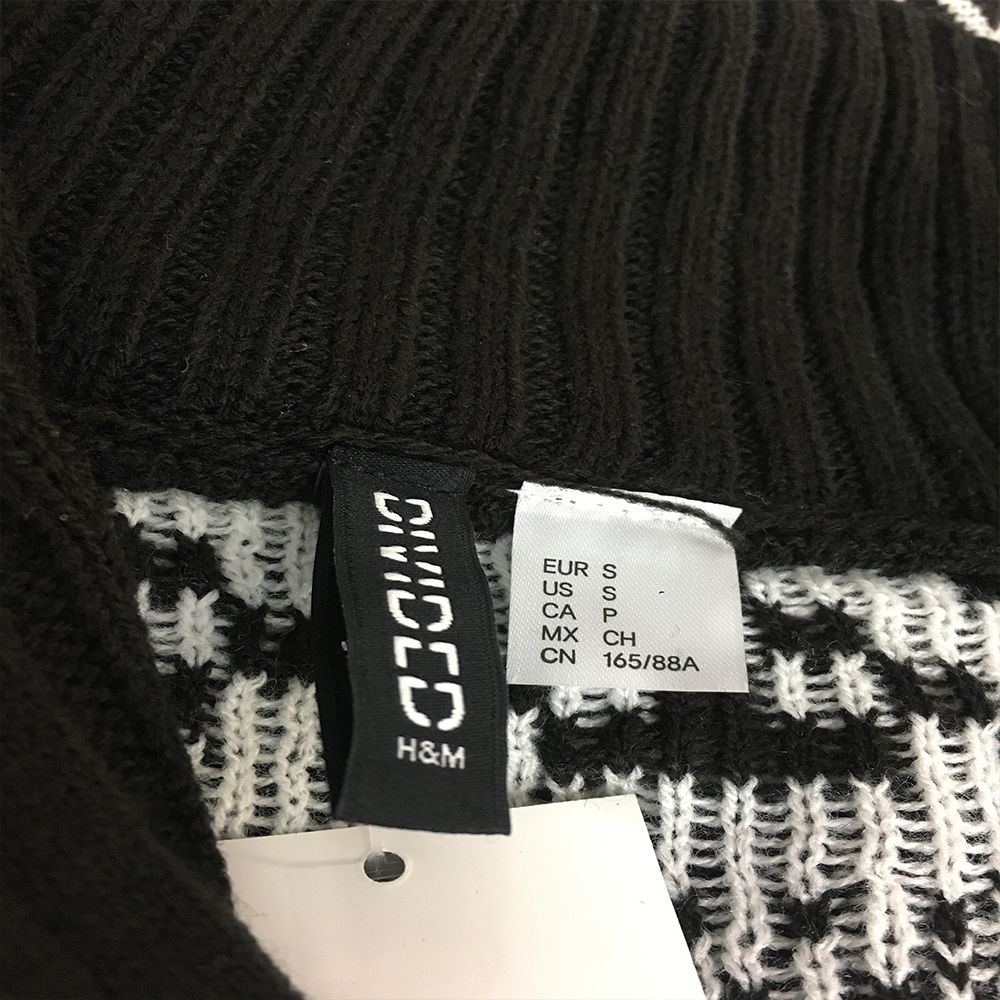 DIVIDED
H&M
EUR S
US S
CA P
MX CH
CN 165/88A